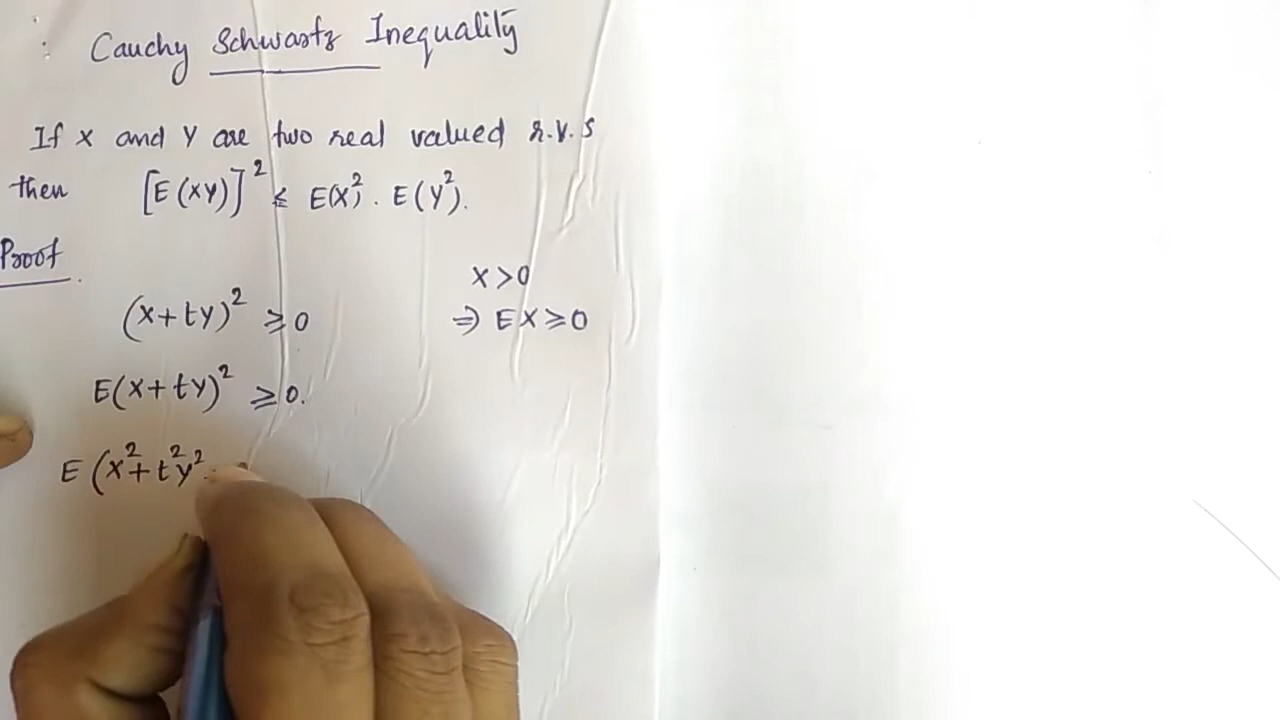 : Cauchy Schwartz Inequality
If X and Y are two real valued r.v.s
then [E(XY)]² ≤ E(X²) . E(Y²).
Proof.
(X+tY)² ≥ 0
X>0
⇒ EX ≥ 0
E(X+tY)² ≥ 0.
E(X²+t²Y²